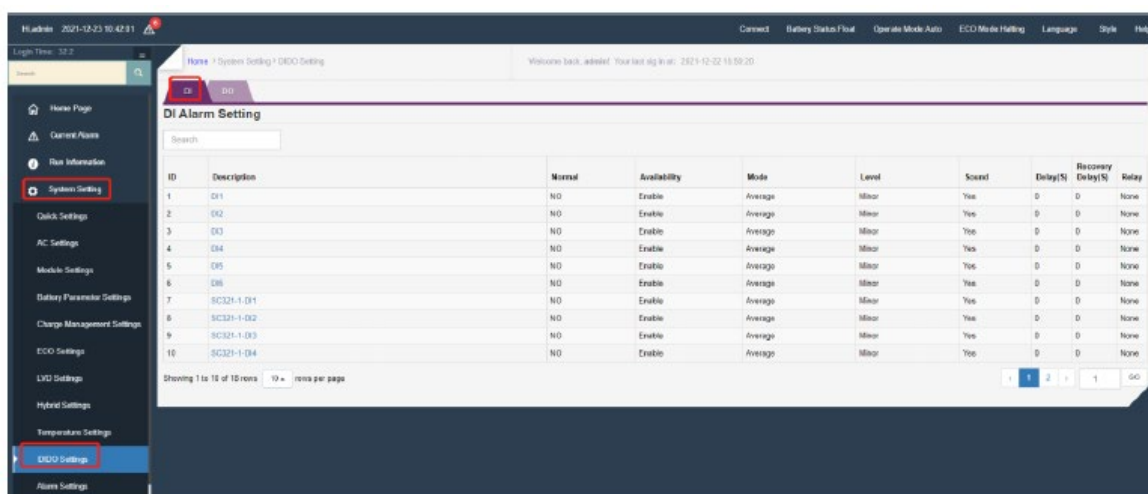 Hi,admin 2021-12-23 10:42:01 6
Connect Battery Status:Float Operate Mode:Auto ECO Mode:Halting Language Style Help
Login Time: 32:2
Search
Home > System Setting > DIDO Setting
Welcome back, admin! Your last sig in at: 2021-12-22 15:50:20.
DI DO
DI Alarm Setting
Search
Home Page
Current Alarm
Run Information
System Setting
Quick Settings
AC Settings
Module Settings
Battery Parameter Settings
Charge Management Settings
ECO Settings
LVD Settings
Hybrid Settings
Temperature Settings
DIDO Settings
Alarm Settings
ID Description Normal Availability Mode Level Sound Delay(S) Recovery Delay(S) Relay
1 DI1 NO Enable Average Minor Yes 0 0 None
2 DI2 NO Enable Average Minor Yes 0 0 None
3 DI3 NO Enable Average Minor Yes 0 0 None
4 DI4 NO Enable Average Minor Yes 0 0 None
5 DI5 NO Enable Average Minor Yes 0 0 None
6 DI6 NO Enable Average Minor Yes 0 0 None
7 SC321-1-DI1 NO Enable Average Minor Yes 0 0 None
8 SC321-1-DI2 NO Enable Average Minor Yes 0 0 None
9 SC321-1-DI3 NO Enable Average Minor Yes 0 0 None
10 SC321-1-DI4 NO Enable Average Minor Yes 0 0 None
Showing 1 to 10 of 18 rows 10 rows per page
‹ 1 2 › 1 GO